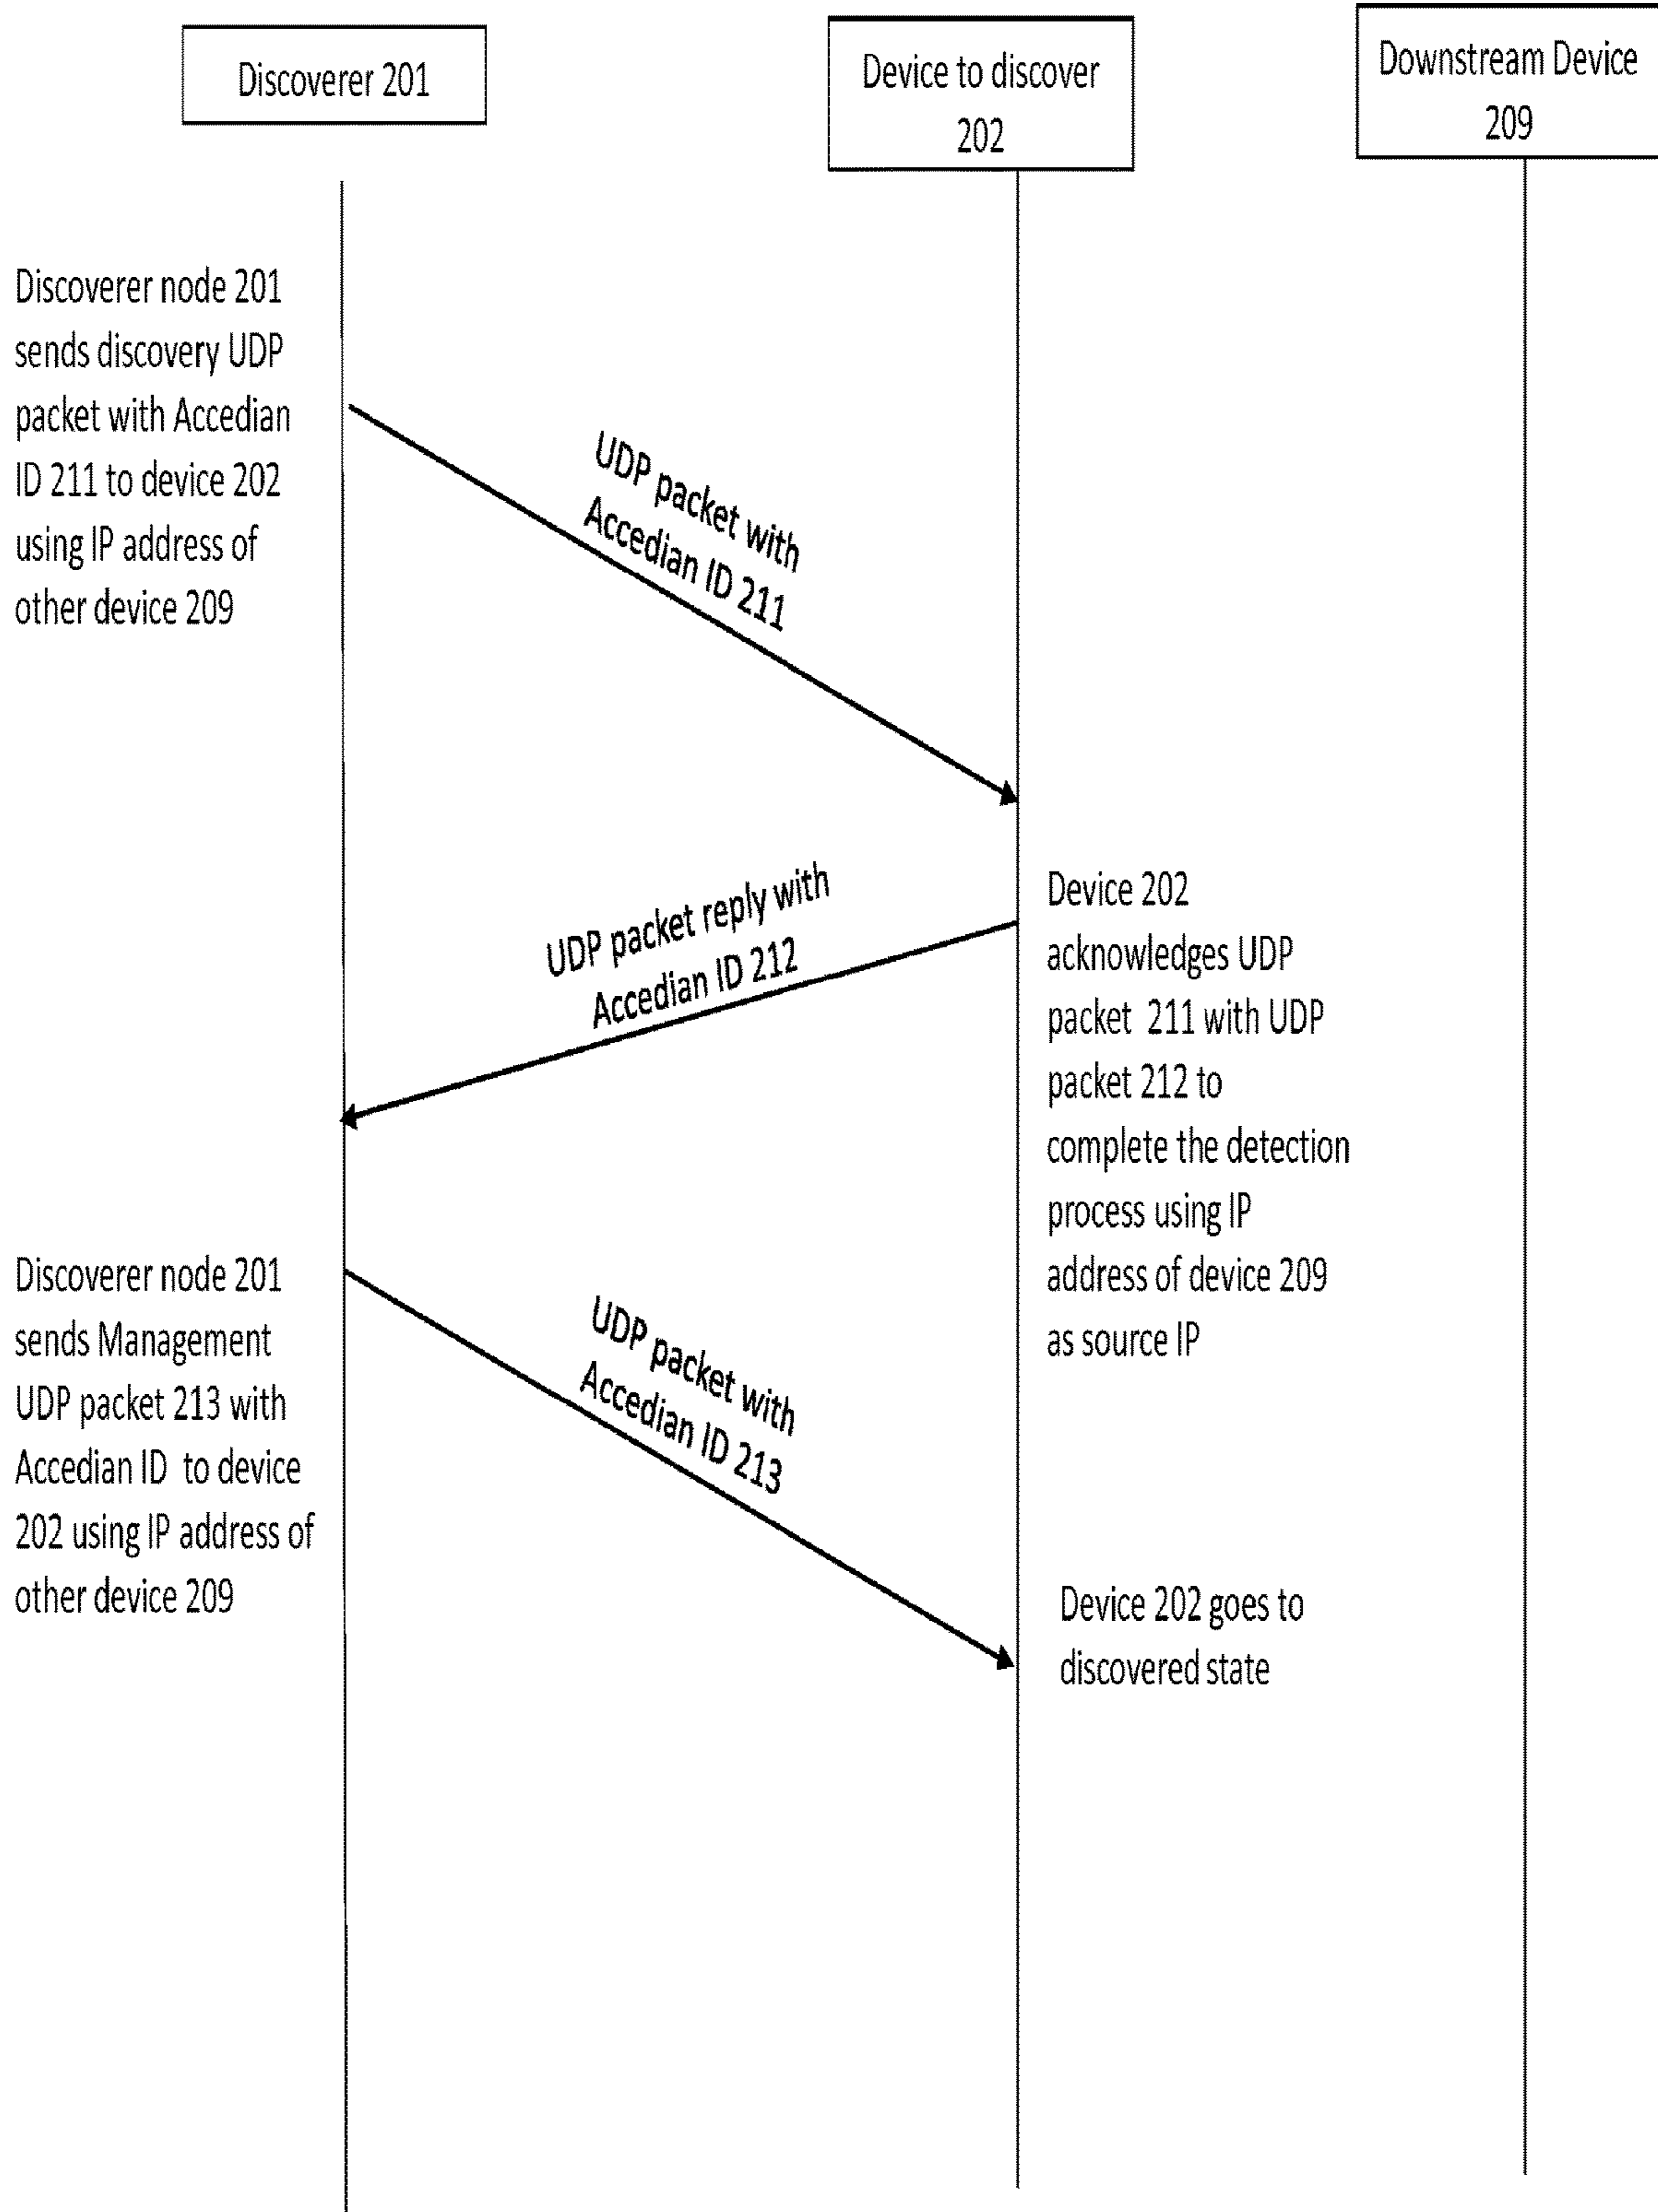 Discoverer 201
Device to discover
202
Downstream Device
209
Discoverer node 201
sends discovery UDP
packet with Accedian
ID 211 to device 202
using IP address of
other device 209
UDP packet with
Accedian ID 211
UDP packet reply with
Accedian ID 212
Device 202
acknowledges UDP
packet 211 with UDP
packet 212 to
complete the detection
process using IP
address of device 209
as source IP
Discoverer node 201
sends Management
UDP packet 213 with
Accedian ID to device
202 using IP address of
other device 209
UDP packet with
Accedian ID 213
Device 202 goes to
discovered state